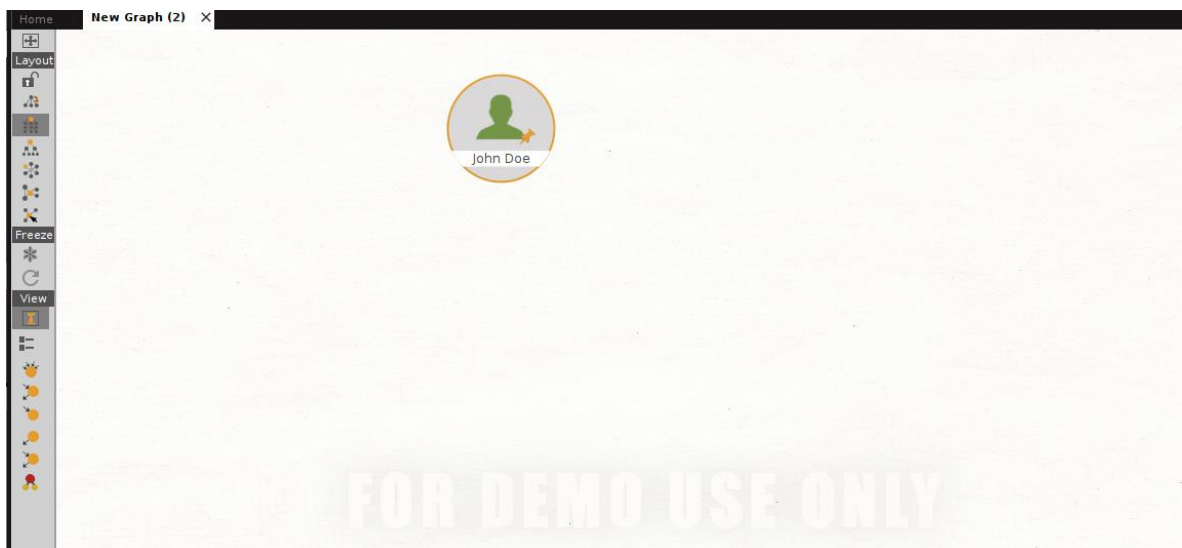 Home New Graph (2) ×
Layout
John Doe
Freeze
View
FOR DEMO USE ONLY